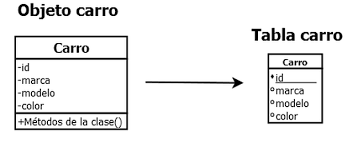 Objeto carro
Carro
-id
-marca
-modelo
-color
+Métodos de la clase()
Tabla carro
Carro
id
marca
modelo
color